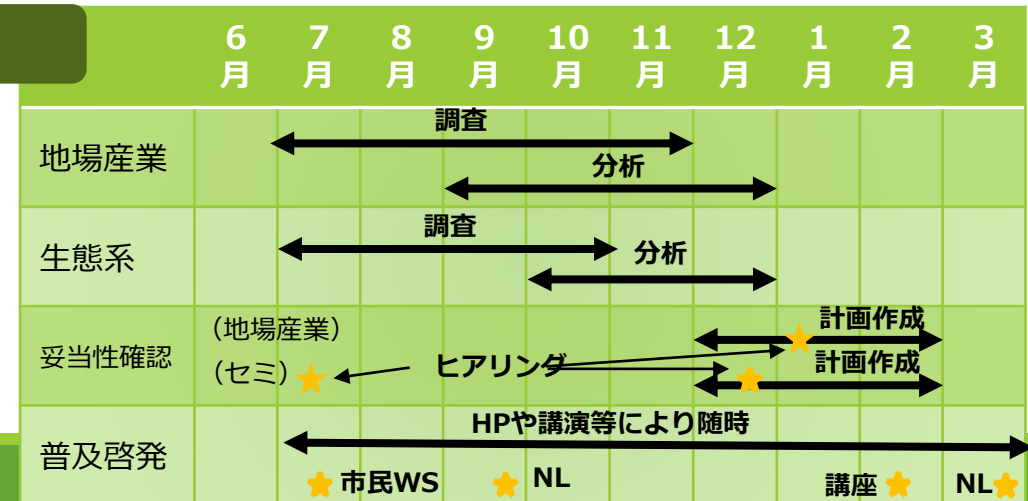 6月 7月 8月 9月 10月 11月 12月 1月 2月 3月
地場産業
調査
分析
生態系
調査
分析
妥当性確認
（地場産業）
計画作成
（セミ）
ヒアリング
計画作成
普及啓発
HPや講演等により随時
市民WS NL 講座 NL